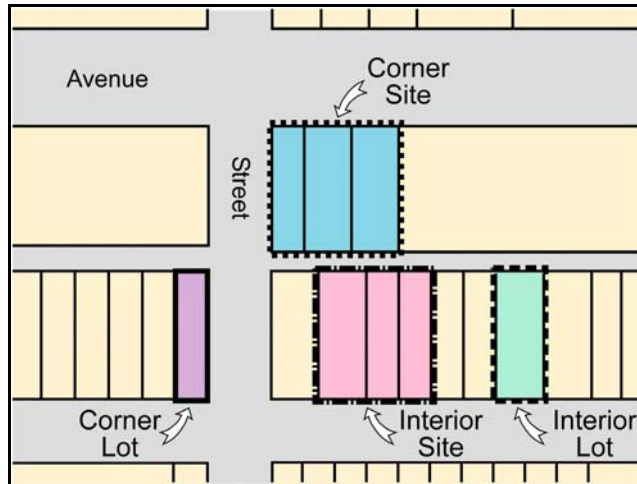 Avenue
Corner
Site
Street
Corner
Lot
Interior
Site
Interior
Lot